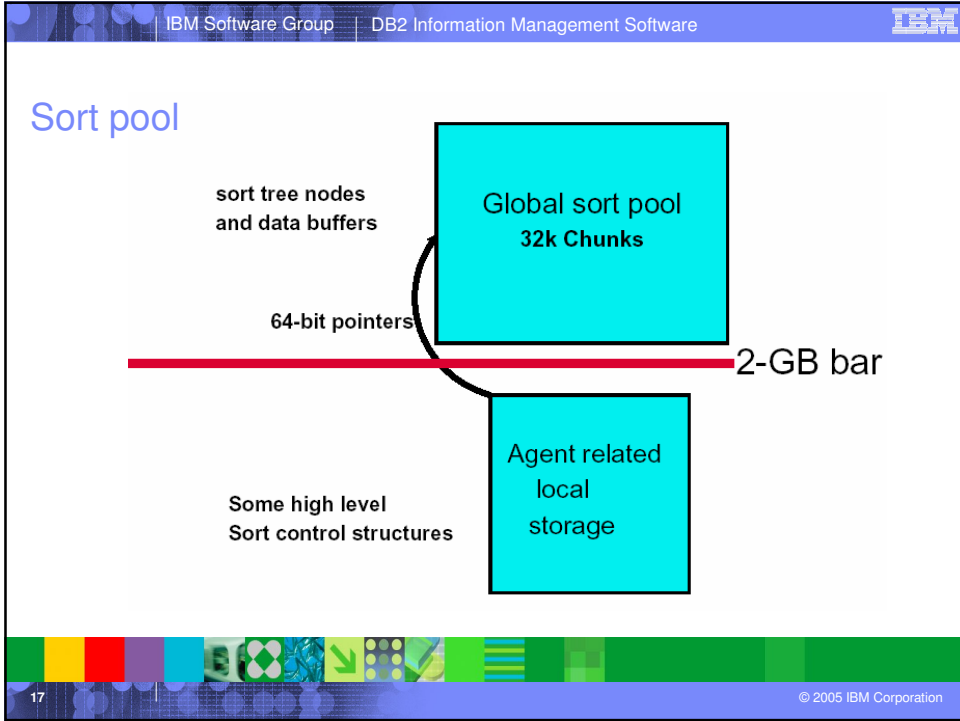 IBM Software Group | DB2 Information Management Software
IBM
Sort pool
sort tree nodes
and data buffers
Global sort pool
32k Chunks
64-bit pointers
2-GB bar
Some high level
Sort control structures
Agent related
local
storage
17
© 2005 IBM Corporation